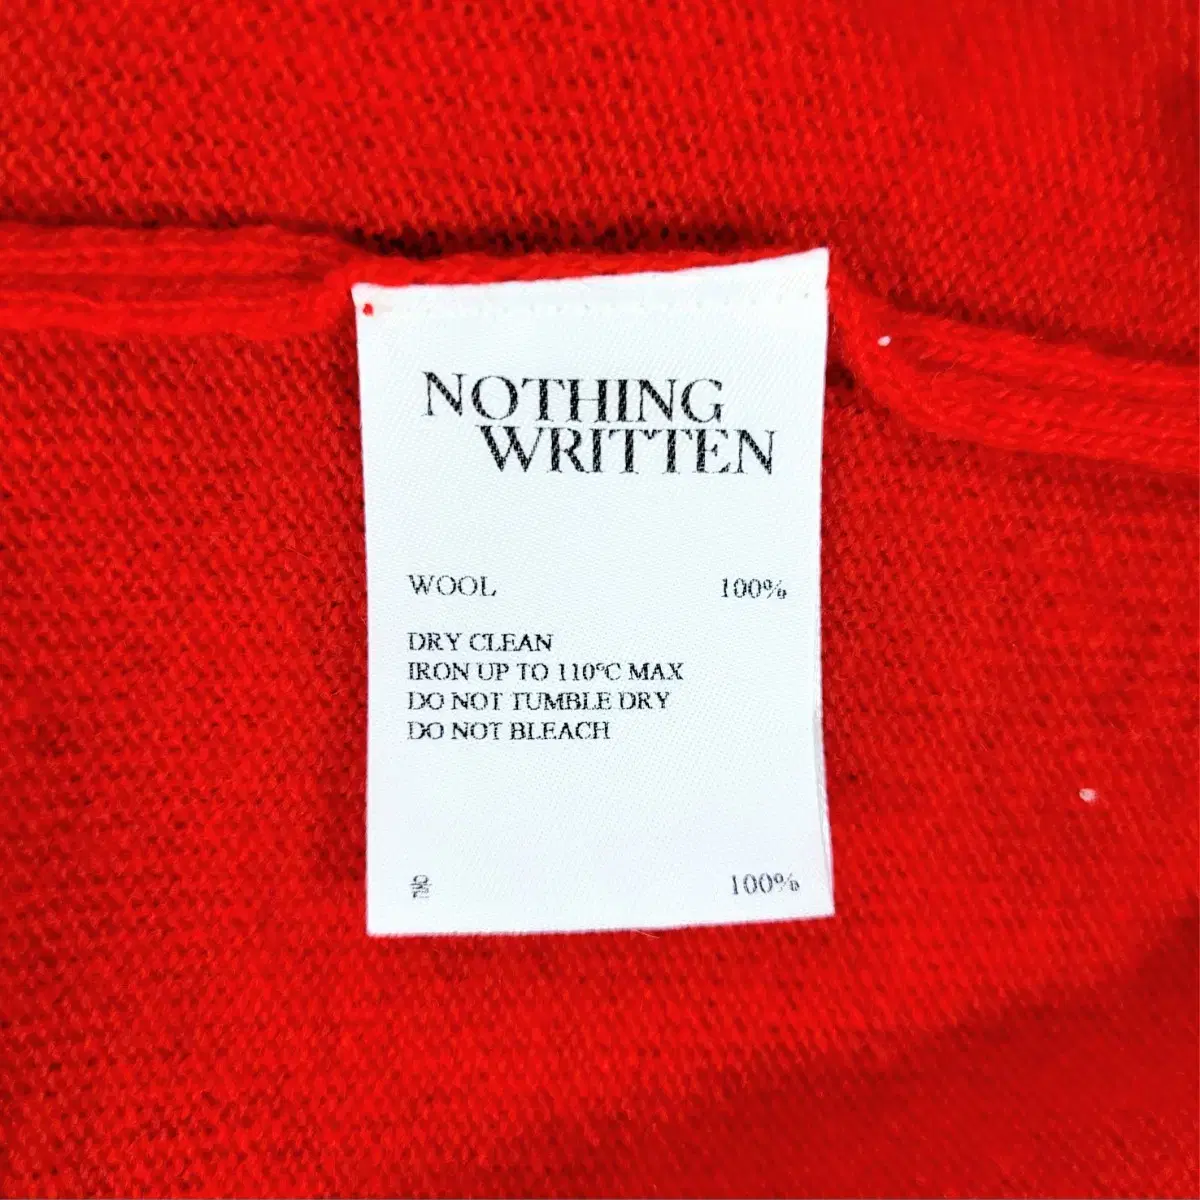 NOTHING
WRITTEN
WOOL 100%
DRY CLEAN
IRON UP TO 110°C MAX
DO NOT TUMBLE DRY
DO NOT BLEACH
100%